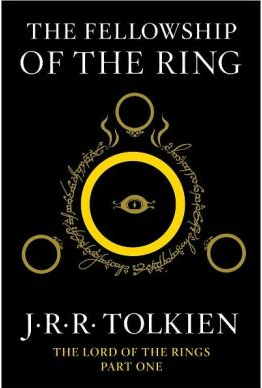 THE FELLOWSHIP
OF THE RING
J·R·R· TOLKIEN
THE LORD OF THE RINGS
PART ONE